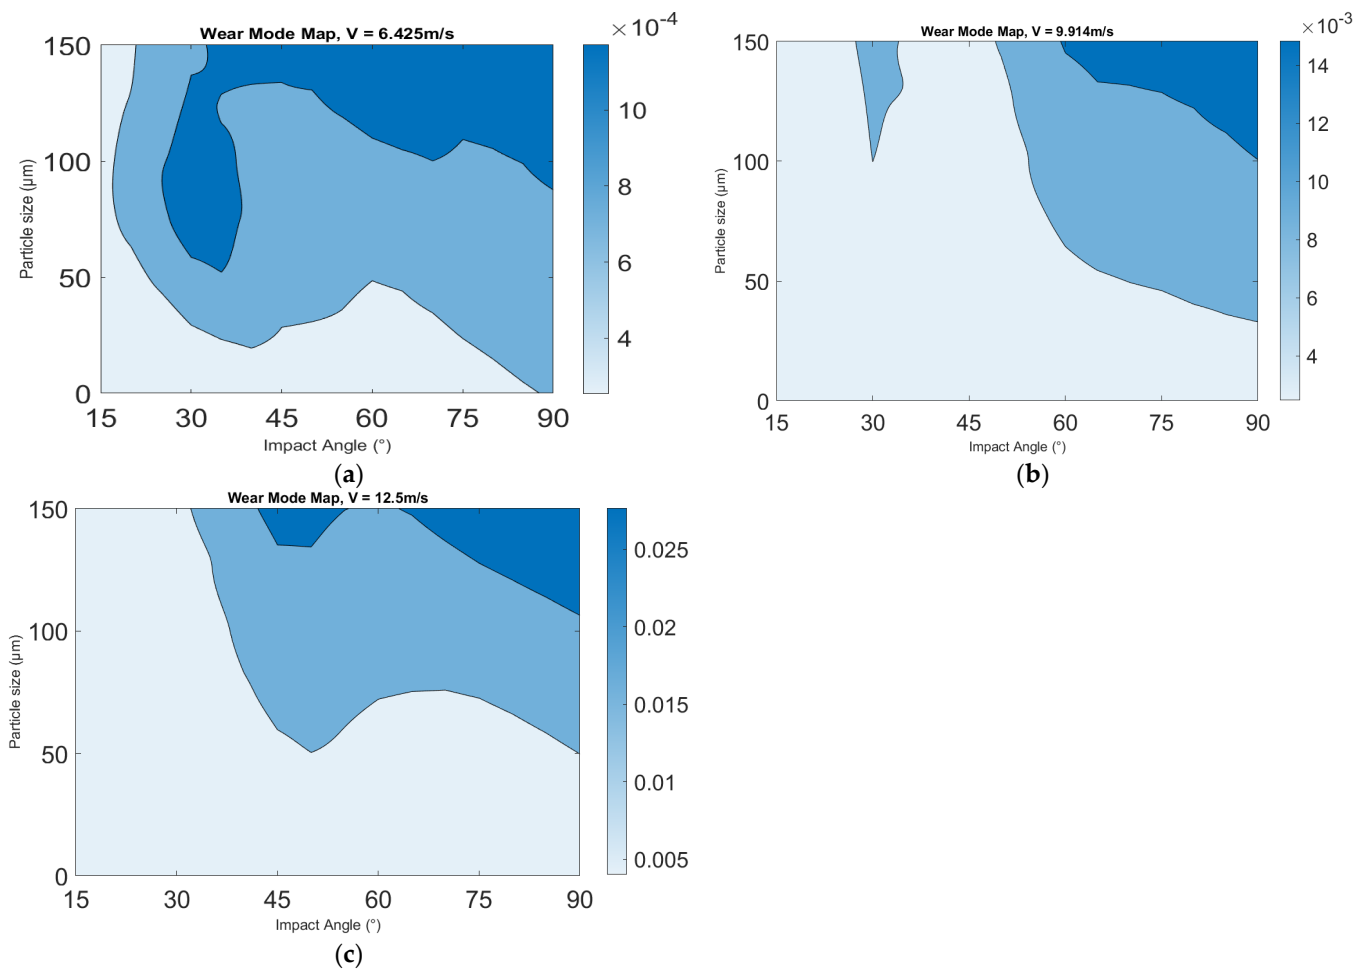 Wear Mode Map, V = 6.425m/s
×10-4
150
100
50
0
Particle size (μm)
15 30 45 60 75 90
Impact Angle (°)
10
8
6
4
(a)
Wear Mode Map, V = 9.914m/s
×10-3
150
100
50
0
Particle size (μm)
15 30 45 60 75 90
Impact Angle (°)
14
12
10
8
6
4
(b)
Wear Mode Map, V = 12.5m/s
150
100
50
0
Particle size (μm)
15 30 45 60 75 90
Impact Angle (°)
0.025
0.02
0.015
0.01
0.005
(c)